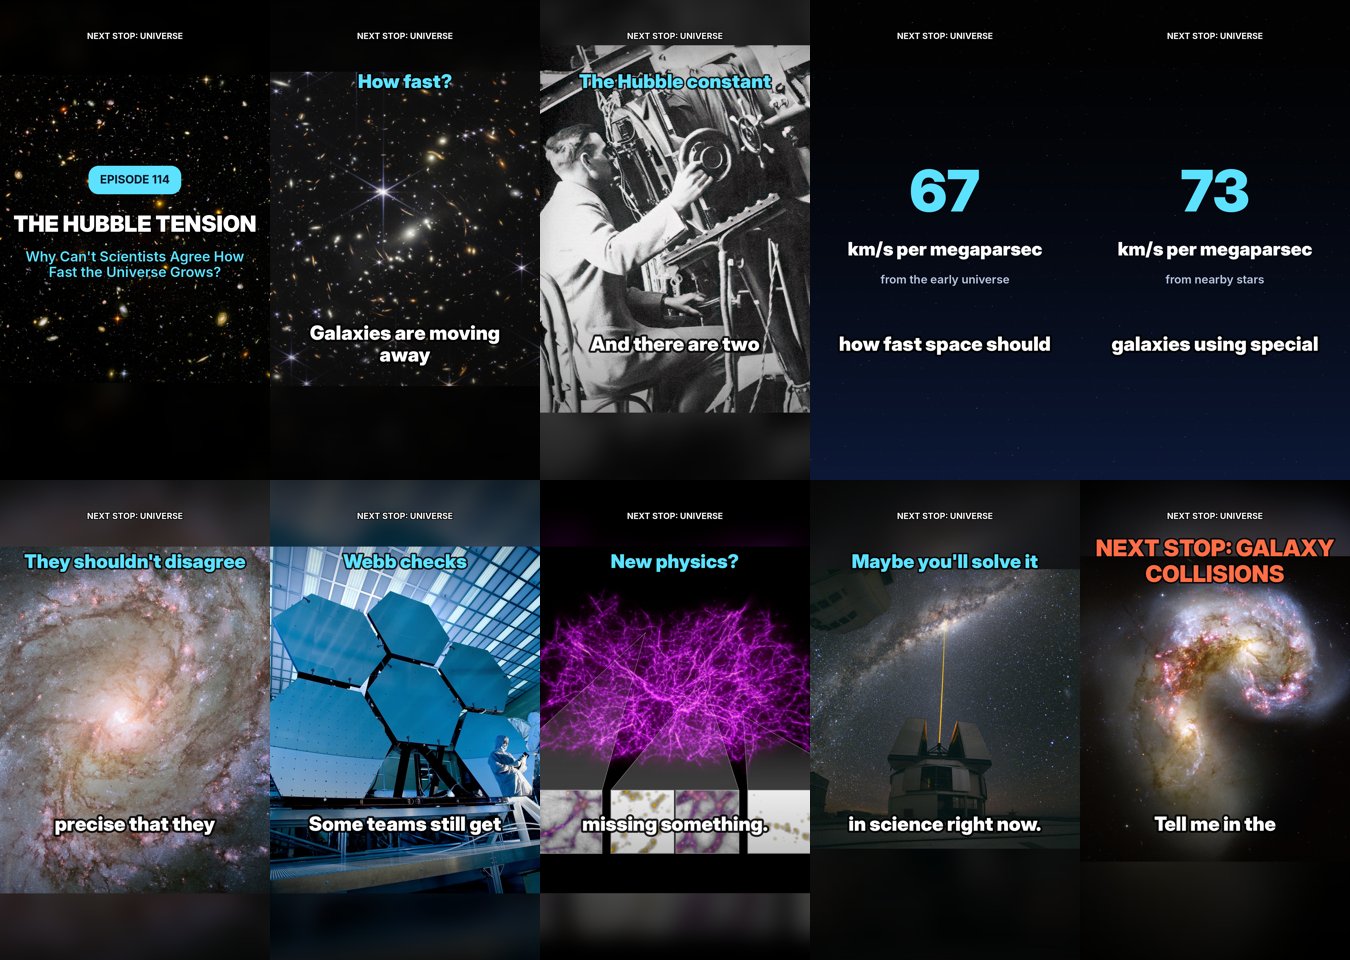 NEXT STOP: UNIVERSE
EPISODE 114
THE HUBBLE TENSION
Why Can't Scientists Agree How
Fast the Universe Grows?
NEXT STOP: UNIVERSE
How fast?
Galaxies are moving
away
NEXT STOP: UNIVERSE
The Hubble constant
And there are two
NEXT STOP: UNIVERSE
67
km/s per megaparsec
from the early universe
how fast space should
NEXT STOP: UNIVERSE
73
km/s per megaparsec
from nearby stars
galaxies using special
NEXT STOP: UNIVERSE
They shouldn't disagree
precise that they
NEXT STOP: UNIVERSE
Webb checks
Some teams still get
NEXT STOP: UNIVERSE
New physics?
missing something.
NEXT STOP: UNIVERSE
Maybe you'll solve it
in science right now.
NEXT STOP: UNIVERSE
NEXT STOP: GALAXY
COLLISIONS
Tell me in the